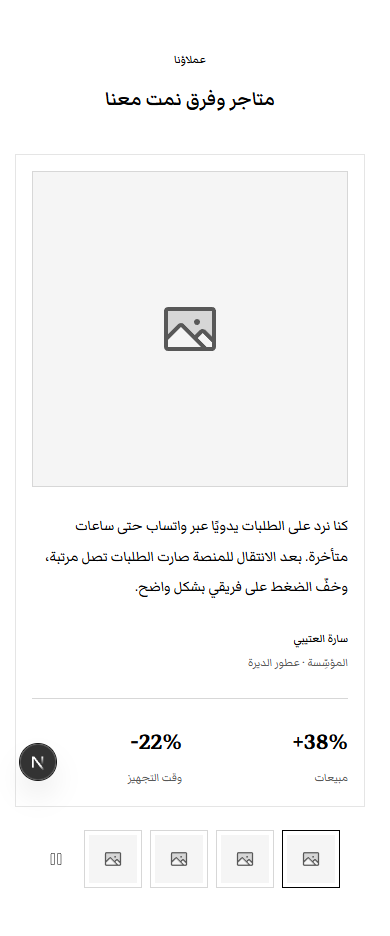 عملاؤنا
متاجر وفرق نمت معنا
كنا نرد على الطلبات يدويًا عبر واتساب حتى ساعات
متأخرة. بعد الانتقال للمنصة صارت الطلبات تصل مرتبة،
وخفّ الضغط على فريقي بشكل واضح.
سارة العتيبي
المؤسِّسة · عطور الديرة
+38% -22%
مبيعات وقت التجهيز
N